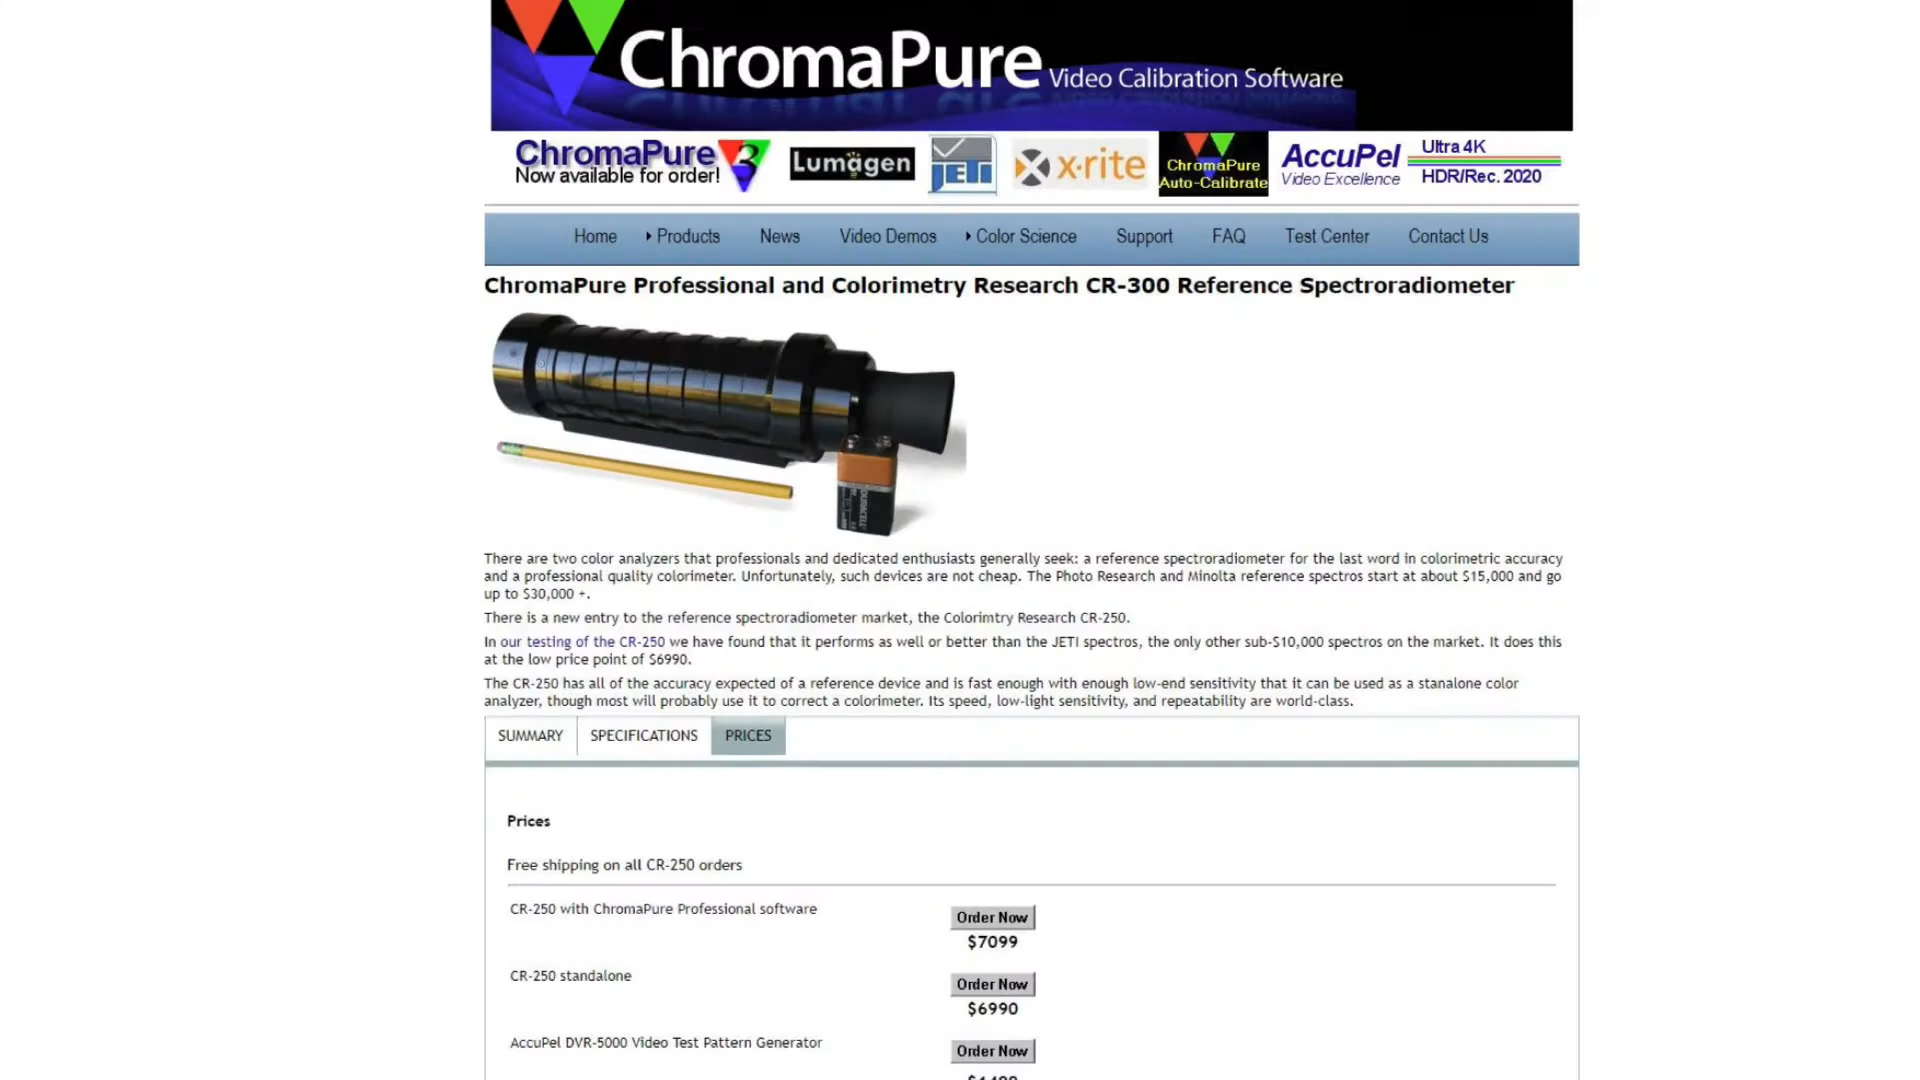 ChromaPure Video Calibration Software
ChromaPure 3
Now available for order!
Lumagen
JETI
x·rite
ChromaPure
Auto-Calibrate
AccuPel
Video Excellence
Ultra 4K
HDR/Rec. 2020
Home Products News Video Demos Color Science Support FAQ Test Center Contact Us
ChromaPure Professional and Colorimetry Research CR-300 Reference Spectroradiometer
DURACELL
There are two color analyzers that professionals and dedicated enthusiasts generally seek: a reference spectroradiometer for the last word in colorimetric accuracy
and a professional quality colorimeter. Unfortunately, such devices are not cheap. The Photo Research and Minolta reference spectros start at about $15,000 and go
up to $30,000 +.
There is a new entry to the reference spectroradiometer market, the Colorimtry Research CR-250.
In our testing of the CR-250 we have found that it performs as well or better than the JETI spectros, the only other sub-$10,000 spectros on the market. It does this
at the low price point of $6990.
The CR-250 has all of the accuracy expected of a reference device and is fast enough with enough low-end sensitivity that it can be used as a stanalone color
analyzer, though most will probably use it to correct a colorimeter. Its speed, low-light sensitivity, and repeatability are world-class.
SUMMARY SPECIFICATIONS PRICES
Prices
Free shipping on all CR-250 orders
CR-250 with ChromaPure Professional software
Order Now
$7099
CR-250 standalone
Order Now
$6990
AccuPel DVR-5000 Video Test Pattern Generator
Order Now